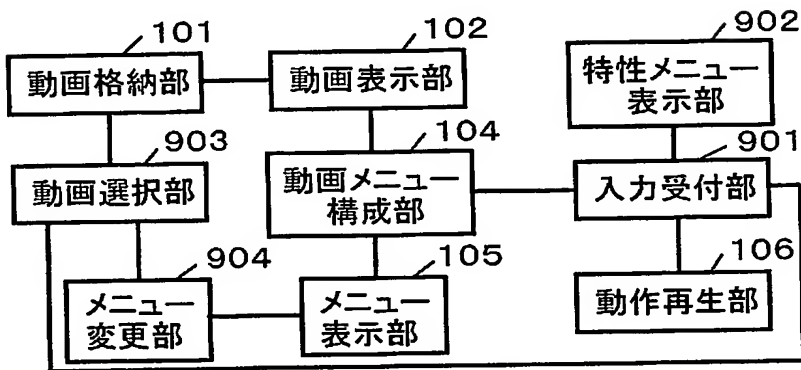 101
動画格納部
102
動画表示部
902
特性メニュー
表示部
903
動画選択部
104
動画メニュー
構成部
901
入力受付部
904
メニュー
変更部
105
メニュー
表示部
106
動作再生部